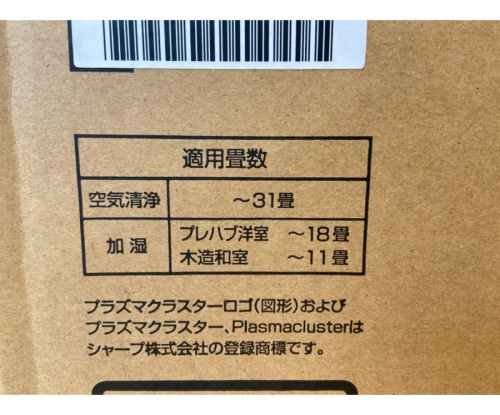 適用畳数
空気清浄 ～31畳
加湿 プレハブ洋室 ～18畳
木造和室 ～11畳
プラズマクラスターロゴ(図形)および
プラズマクラスター、Plasmaclusterは
シャープ株式会社の登録商標です。